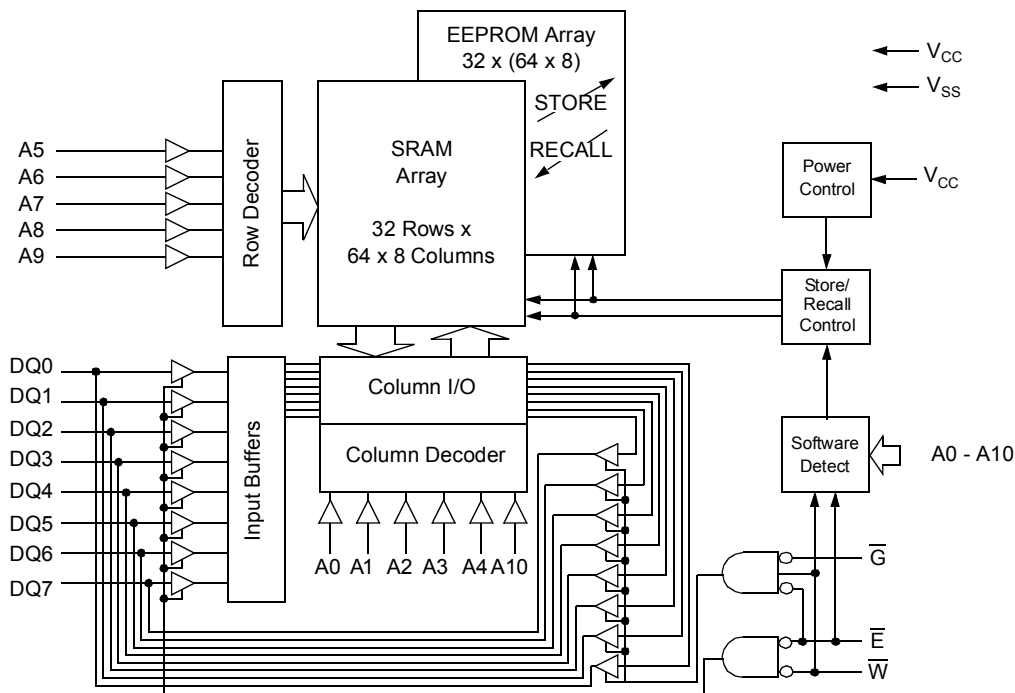 EEPROM Array
32 x (64 x 8)
STORE
RECALL
V_CC
V_SS
SRAM
Array
32 Rows x
64 x 8 Columns
A5
A6
A7
A8
A9
Row Decoder
Power
Control
V_CC
Store/
Recall
Control
DQ0
DQ1
DQ2
DQ3
DQ4
DQ5
DQ6
DQ7
Input Buffers
Column I/O
Column Decoder
A0 A1 A2 A3 A4 A10
Software
Detect
A0 - A10
G̅
E̅
W̅